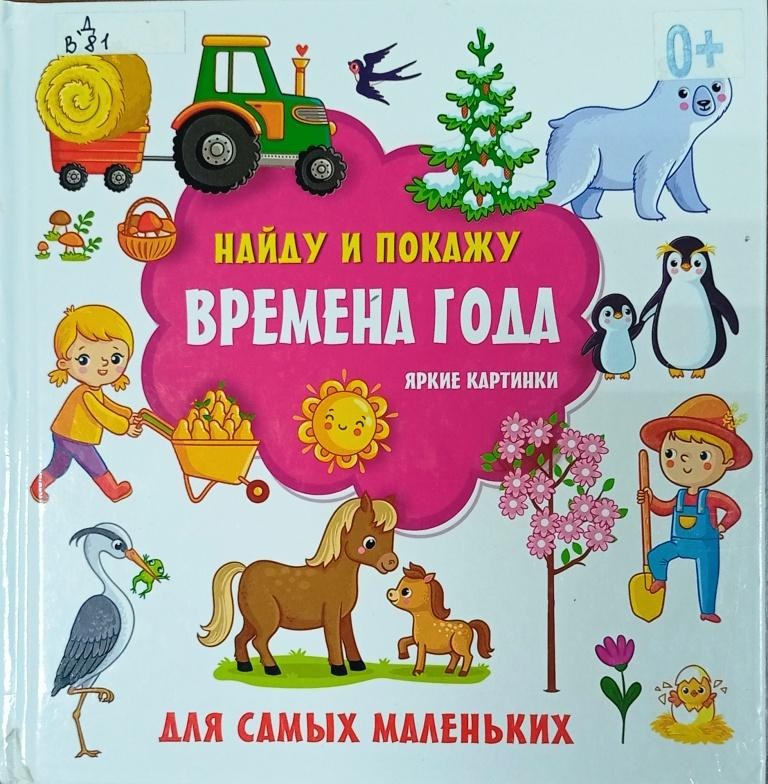 Д
В 81
0+
НАЙДУ И ПОКАЖУ
ВРЕМЕНА ГОДА
ЯРКИЕ КАРТИНКИ
ДЛЯ САМЫХ МАЛЕНЬКИХ